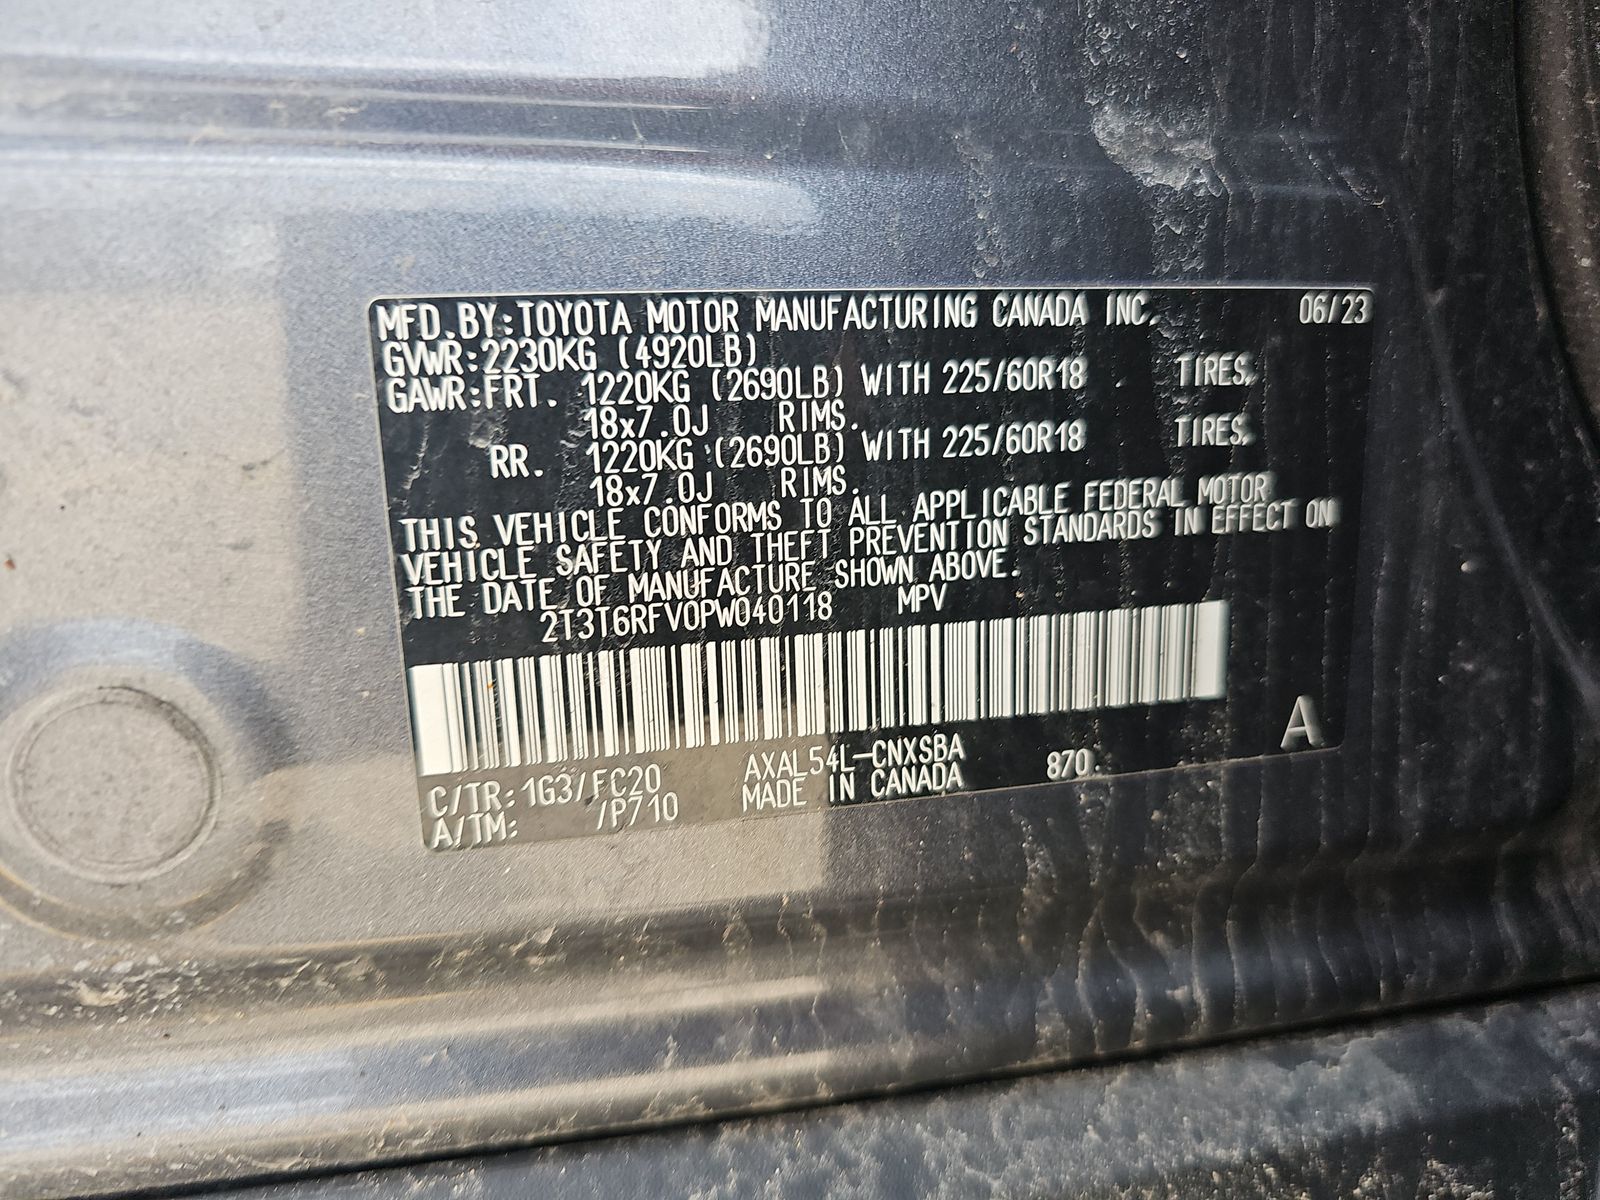 MFD.BY:TOYOTA MOTOR MANUFACTURING CANADA INC. 06/23
GVWR:2230KG (4920LB)
GAWR:FRT. 1220KG (2690LB) WITH 225/60R18 TIRES,
18x7.0J RIMS.
RR. 1220KG (2690LB) WITH 225/60R18 TIRES,
18x7.0J RIMS.
THIS VEHICLE CONFORMS TO ALL APPLICABLE FEDERAL MOTOR
VEHICLE SAFETY AND THEFT PREVENTION STANDARDS IN EFFECT ON
THE DATE OF MANUFACTURE SHOWN ABOVE.
2T3T6RFV0PW040118 MPV
C/TR:1G3/FC20 AXAL54L-CNXSBA 870 A
A/TM: /P710 MADE IN CANADA